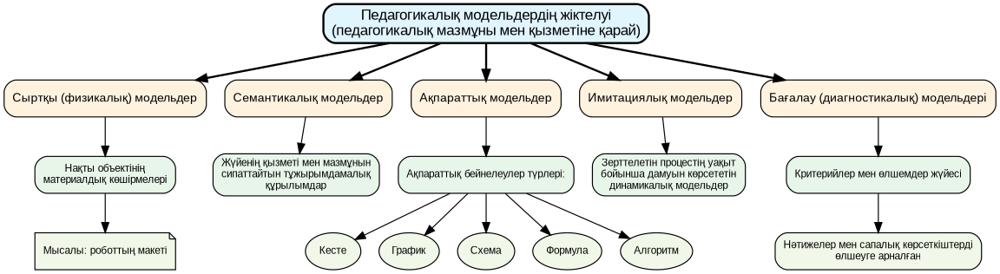 Педагогикалық модельдердің жіктелуі
(педагогикалық мазмұны мен қызметіне қарай)
Сыртқы (физикалық) модельдер
Семантикалық модельдер
Ақпараттық модельдер
Имитациялық модельдер
Бағалау (диагностикалық) модельдері
Нақты объектінің
материалдық көшірмелері
Жүйенің қызметі мен мазмұнын
сипаттайтын тұжырымдамалық
құрылымдар
Ақпараттық бейнелеулер түрлері:
Зерттелетін процестің уақыт
бойынша дамуын көрсететін
динамикалық модельдер
Критерийлер мен өлшемдер жүйесі
Мысалы: роботтың макеті
Кесте
График
Схема
Формула
Алгоритм
Нәтижелер мен сапалық көрсеткіштерді
өлшеуге арналған